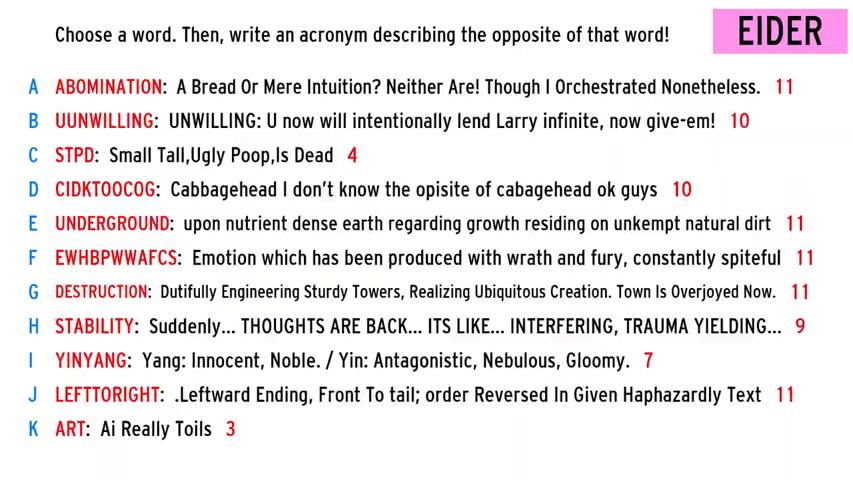 Choose a word. Then, write an acronym describing the opposite of that word!
EIDER
A ABOMINATION: A Bread Or Mere Intuition? Neither Are! Though I Orchestrated Nonetheless. 11
B UUNWILLING: UNWILLING: U now will intentionally lend Larry infinite, now give-em! 10
C STPD: Small Tall,Ugly Poop,Is Dead 4
D CIDKTOOCOG: Cabbagehead I don't know the opisite of cabagehead ok guys 10
E UNDERGROUND: upon nutrient dense earth regarding growth residing on unkempt natural dirt 11
F EWHBPWWAFCS: Emotion which has been produced with wrath and fury, constantly spiteful 11
G DESTRUCTION: Dutifully Engineering Sturdy Towers, Realizing Ubiquitous Creation. Town Is Overjoyed Now. 11
H STABILITY: Suddenly... THOUGHTS ARE BACK... ITS LIKE... INTERFERING, TRAUMA YIELDING... 9
I YINYANG: Yang: Innocent, Noble. / Yin: Antagonistic, Nebulous, Gloomy. 7
J LEFTTORIGHT: .Leftward Ending, Front To tail; order Reversed In Given Haphazardly Text 11
K ART: Ai Really Toils 3